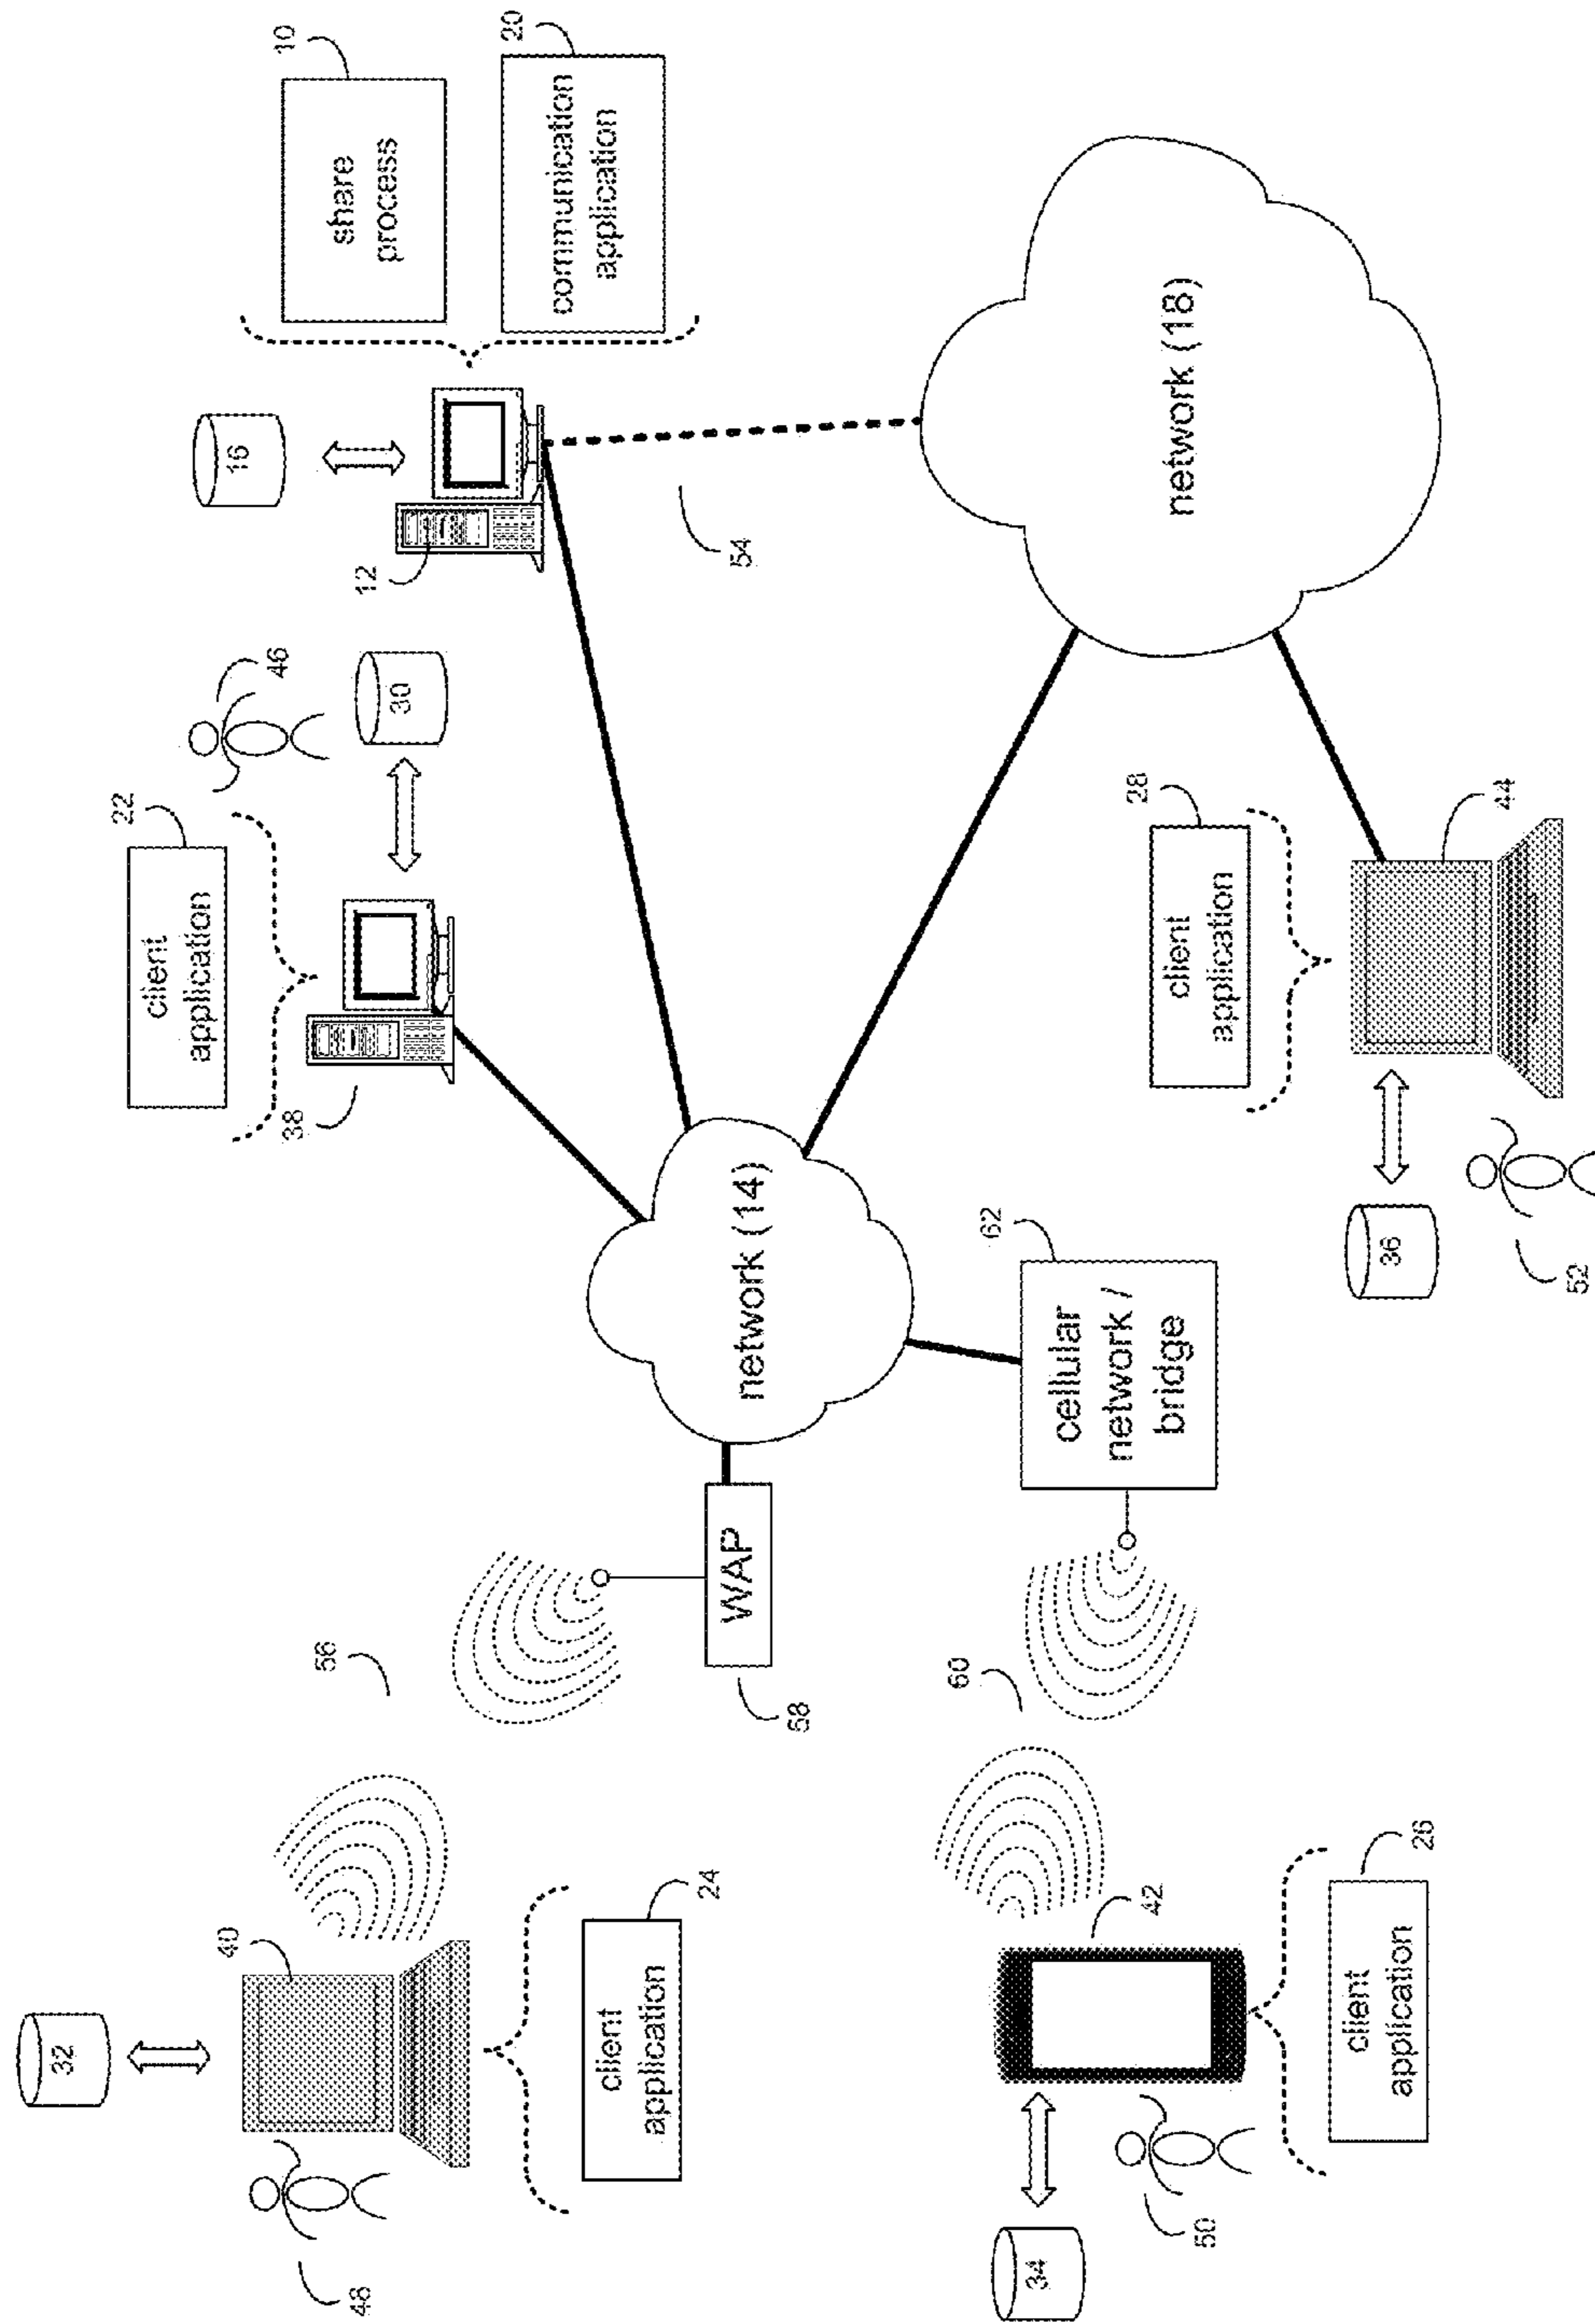 32
22
client
application
40
16
46
10
38
56
share
process
48
12
30
20
communication
application
client
application
24
54
WAP
network (14)
58
60
62
34
cellular
network /
bridge
28
42
network (18)
client
application
50
client
application
36
26
44
52